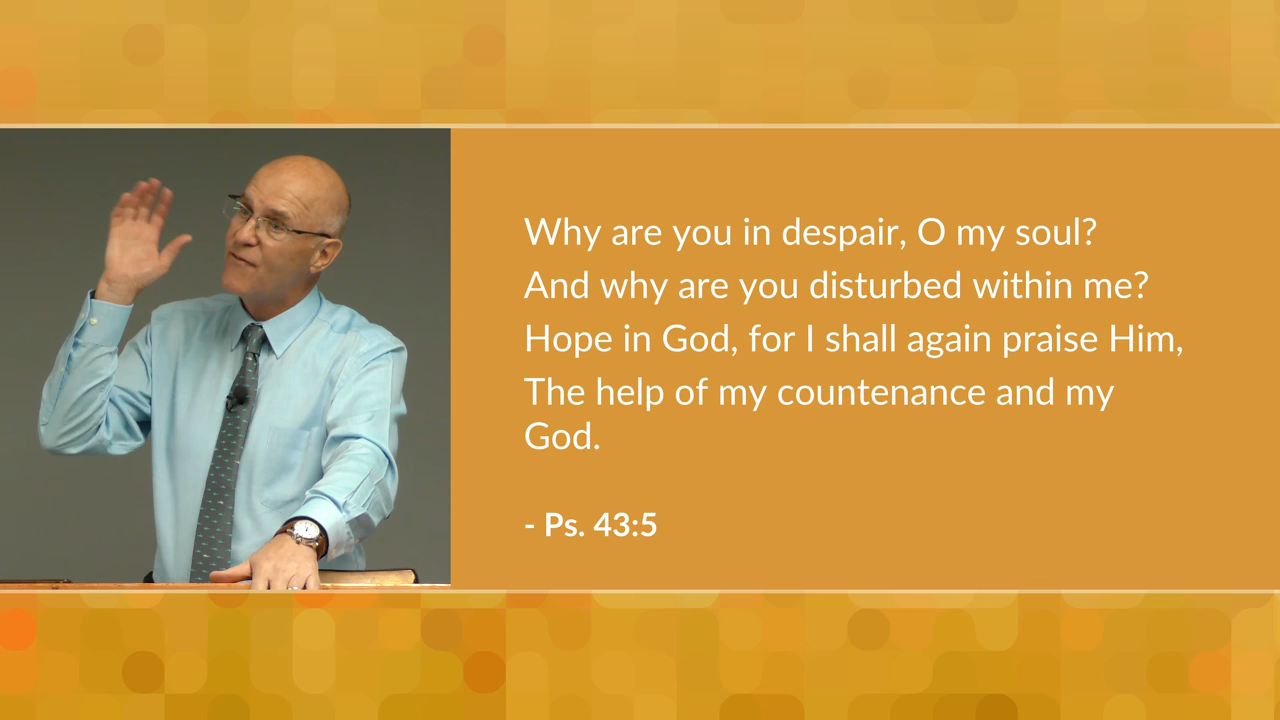 Why are you in despair, O my soul?
And why are you disturbed within me?
Hope in God, for I shall again praise Him,
The help of my countenance and my
God.
- Ps. 43:5